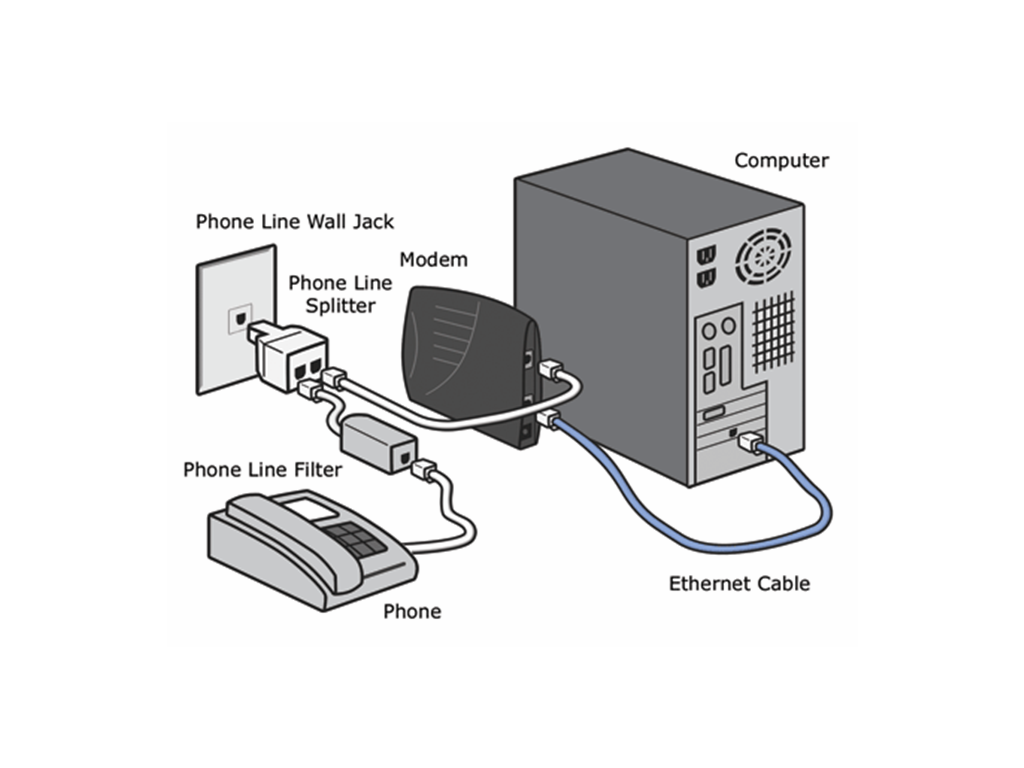 Computer
Phone Line Wall Jack
Modem
Phone Line
Splitter
Phone Line Filter
Ethernet Cable
Phone